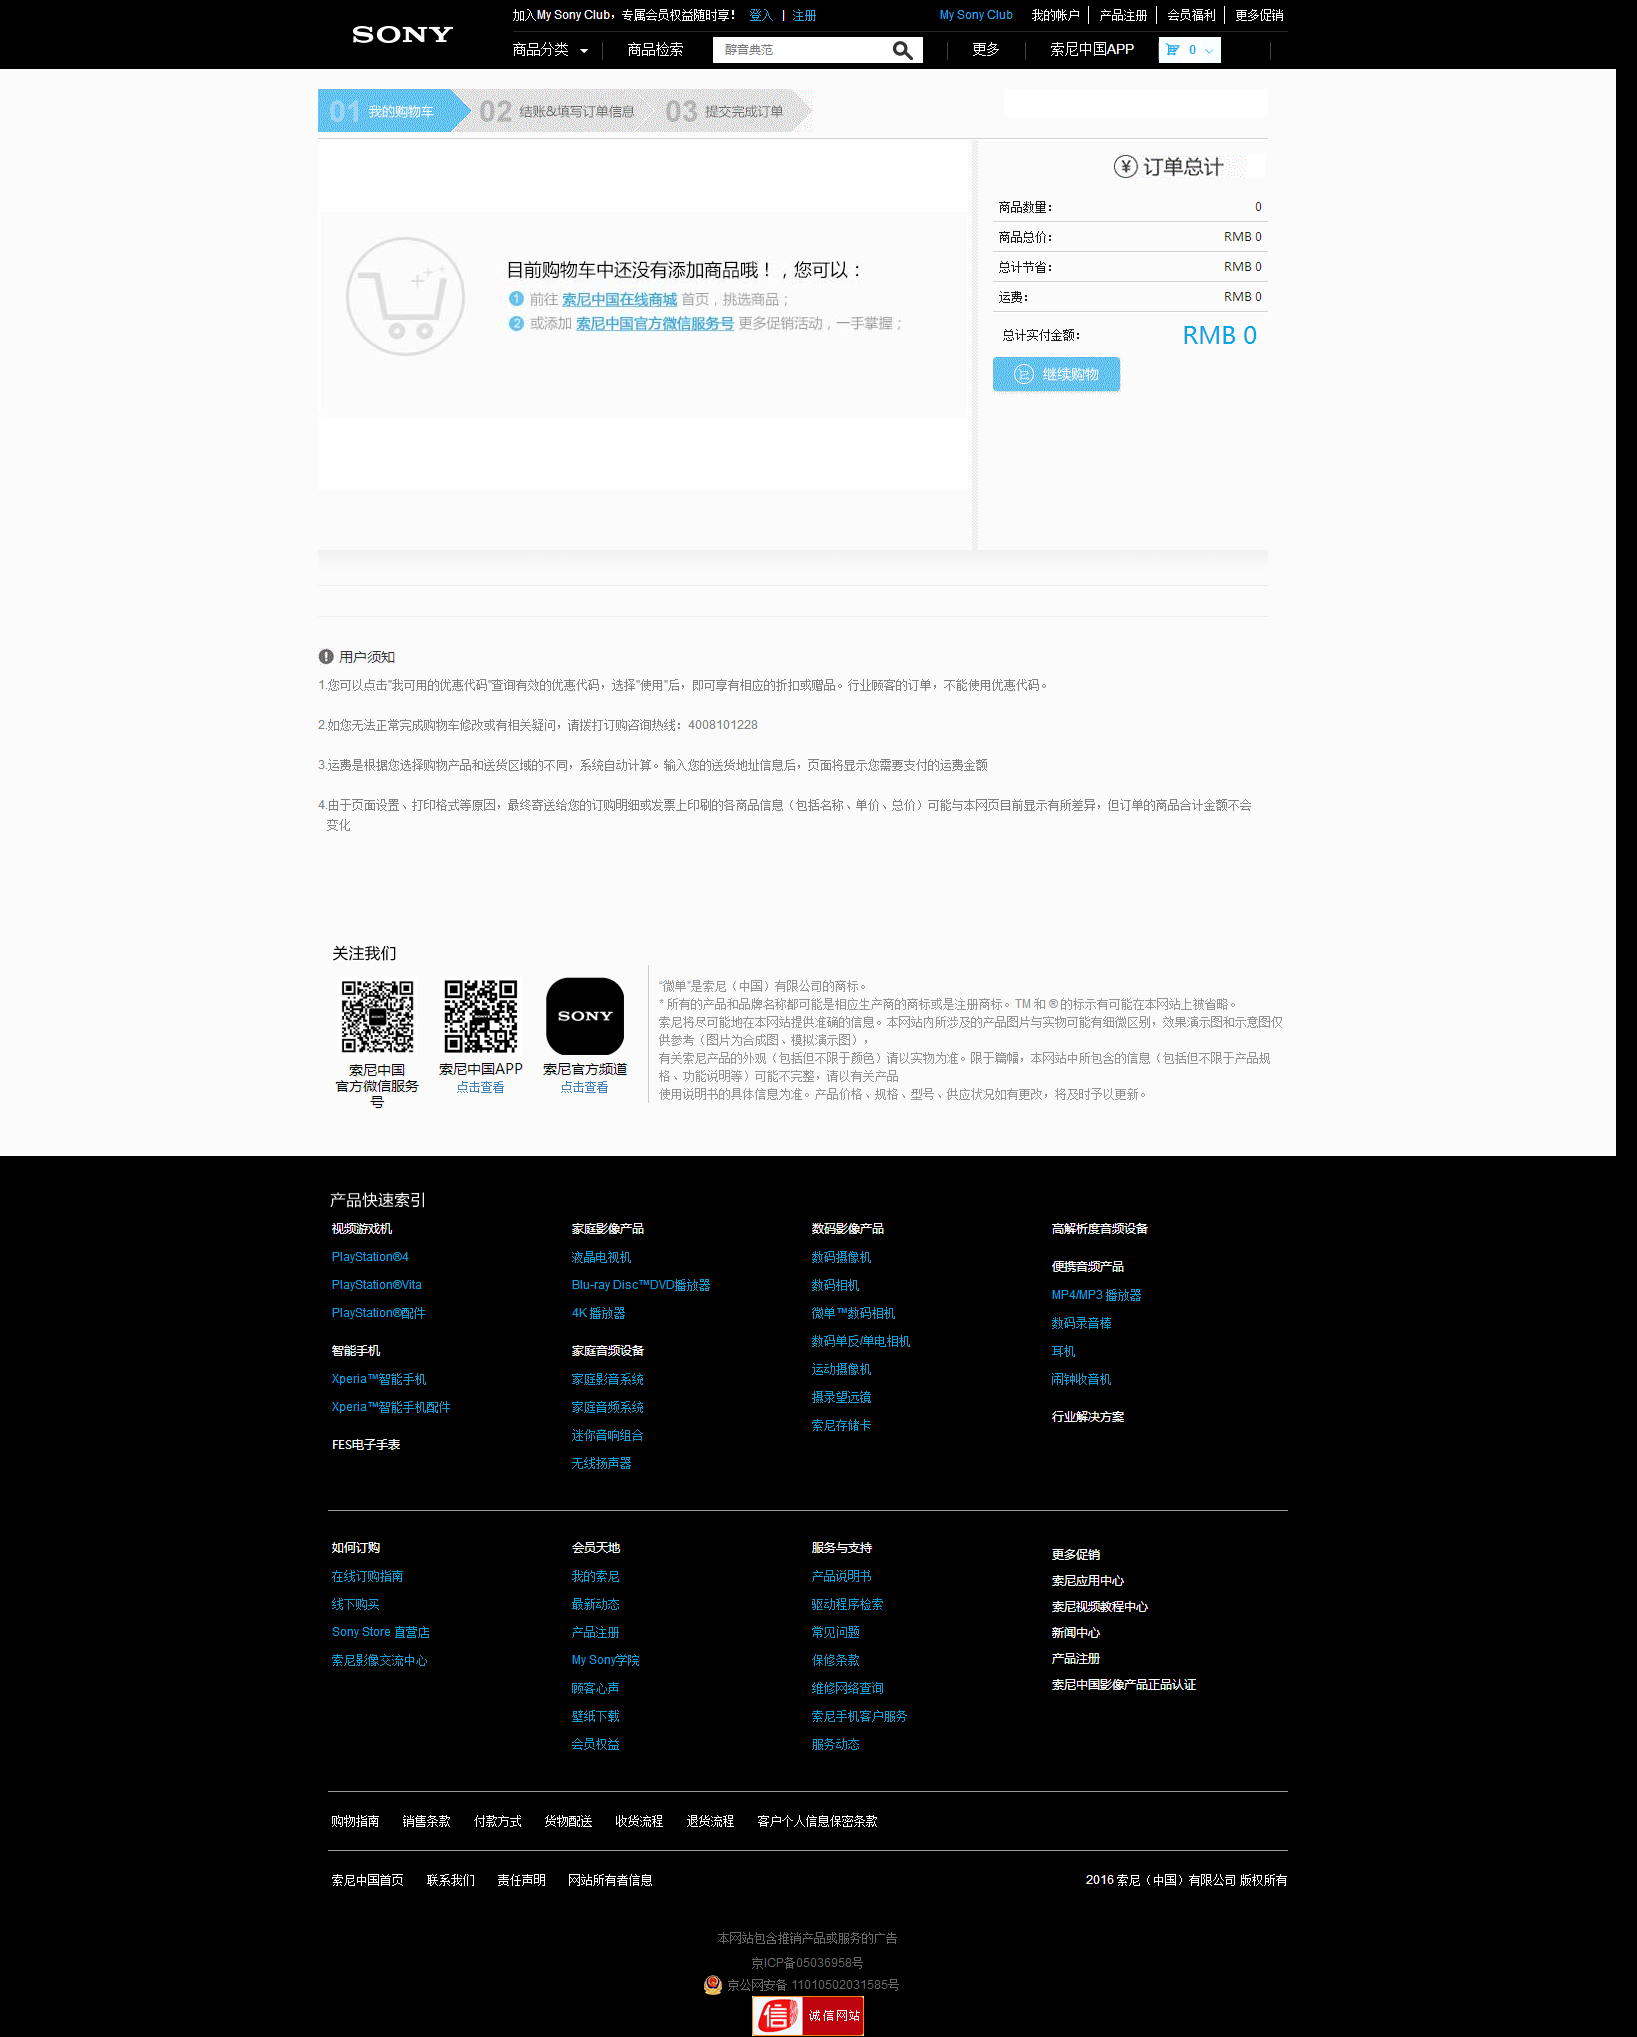 加入My Sony Club，专属会员权益随时享！ 登入 | 注册
My Sony Club 我的帐户 产品注册 会员福利 更多促销
SONY
商品分类 商品检索 醇音典范 更多 索尼中国APP 0
01 我的购物车 02 结账&填写订单信息 03 提交完成订单
订单总计
商品数量： 0
商品总价： RMB 0
总计节省： RMB 0
运费： RMB 0
总计实付金额： RMB 0
继续购物
目前购物车中还没有添加商品哦！，您可以：
1 前往 索尼中国在线商城 首页，挑选商品；
2 或添加 索尼中国官方微信服务号 更多促销活动，一手掌握；
用户须知
1.您可以点击"我可用的优惠代码"查询有效的优惠代码，选择"使用"后，即可享有相应的折扣或赠品。行业顾客的订单，不能使用优惠代码。
2.如您无法正常完成购物车修改或有相关疑问，请拨打订购咨询热线：4008101228
3.运费是根据您选择购物产品和送货区域的不同，系统自动计算。输入您的送货地址信息后，页面将显示您需要支付的运费金额
4.由于页面设置、打印格式等原因，最终寄送给您的订购明细或发票上印刷的各商品信息（包括名称、单价、总价）可能与本网页目前显示有所差异，但订单的商品合计金额不会
变化
关注我们
SONY
索尼中国
官方微信服务
号
索尼中国APP
点击查看
索尼官方频道
点击查看
“微单”是索尼（中国）有限公司的商标。
* 所有的产品和品牌名称都可能是相应生产商的商标或是注册商标。TM 和 ® 的标示有可能在本网站上被省略。
索尼将尽可能地在本网站提供准确的信息。本网站内所涉及的产品图片与实物可能有细微区别，效果演示图和示意图仅
供参考（图片为合成图、模拟演示图），
有关索尼产品的外观（包括但不限于颜色）请以实物为准。限于篇幅，本网站中所包含的信息（包括但不限于产品规
格、功能说明等）可能不完整，请以有关产品
使用说明书的具体信息为准。产品价格、规格、型号、供应状况如有更改，将及时予以更新。
产品快速索引
视频游戏机
PlayStation®4
PlayStation®Vita
PlayStation®配件
智能手机
Xperia™智能手机
Xperia™智能手机配件
FES电子手表
家庭影像产品
液晶电视机
Blu-ray Disc™DVD播放器
4K 播放器
家庭音频设备
家庭影音系统
家庭音频系统
迷你音响组合
无线扬声器
数码影像产品
数码摄像机
数码相机
微单™数码相机
数码单反/单电相机
运动摄像机
摄录望远镜
索尼存储卡
高解析度音频设备
便携音频产品
MP4/MP3 播放器
数码录音棒
耳机
闹钟收音机
行业解决方案
如何订购
在线订购指南
线下购买
Sony Store 直营店
索尼影像交流中心
会员天地
我的索尼
最新动态
产品注册
My Sony学院
顾客心声
壁纸下载
会员权益
服务与支持
产品说明书
驱动程序检索
常见问题
保修条款
维修网络查询
索尼手机客户服务
服务动态
更多促销
索尼应用中心
索尼视频教程中心
新闻中心
产品注册
索尼中国影像产品正品认证
购物指南 销售条款 付款方式 货物配送 收货流程 退货流程 客户个人信息保密条款
索尼中国首页 联系我们 责任声明 网站所有者信息 2016 索尼（中国）有限公司 版权所有
本网站包含推销产品或服务的广告
京ICP备05036958号
京公网安备 11010502031585号
信 诚信网站